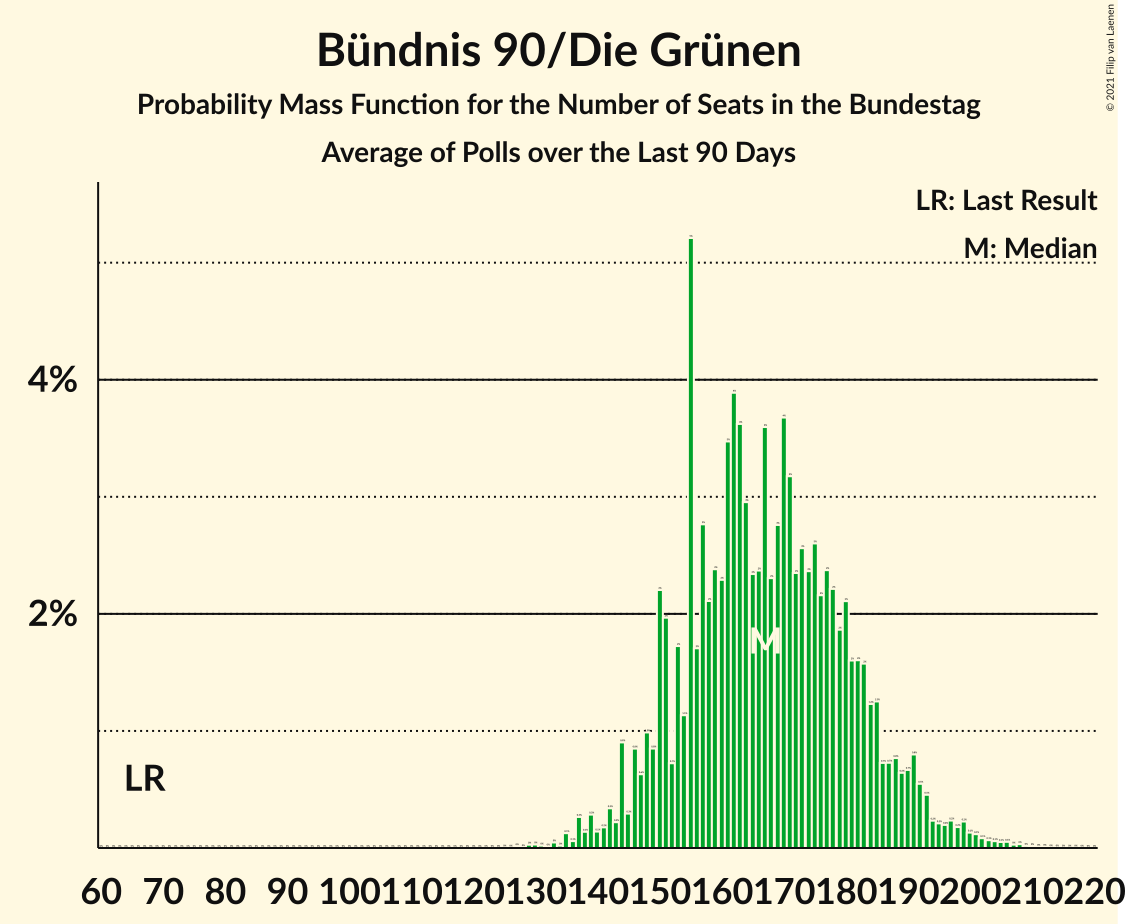 Bündnis 90/Die Grünen
Probability Mass Function for the Number of Seats in the Bundestag
Average of Polls over the Last 90 Days
© 2021 Filip van Laenen
LR: Last Result
M: Median
4%
2%
LR
M
60 70 80 90 100 110 120 130 140 150 160 170 180 190 200 210 220